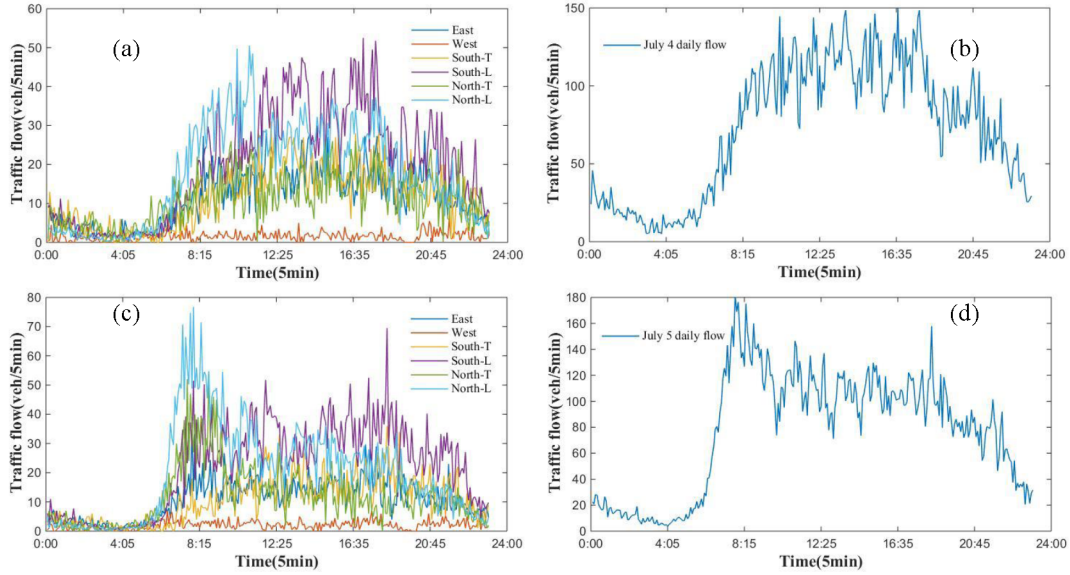 (a)
60
50
40
30
20
10
0
Traffic flow(veh/5min)
East
West
South-T
South-L
North-T
North-L
0:00 4:05 8:15 12:25 16:35 20:45 24:00
Time(5min)
(b)
150
100
50
0
Traffic flow(veh/5min)
July 4 daily flow
0:00 4:05 8:15 12:25 16:35 20:45 24:00
Time(5min)
(c)
80
70
60
50
40
30
20
10
0
Traffic flow(veh/5min)
East
West
South-T
South-L
North-T
North-L
0:00 4:05 8:15 12:25 16:35 20:45 24:00
Time(5min)
(d)
180
160
140
120
100
80
60
40
20
0
Traffic flow(veh/5min)
July 5 daily flow
0:00 4:05 8:15 12:25 16:35 20:45 24:00
Time(5min)